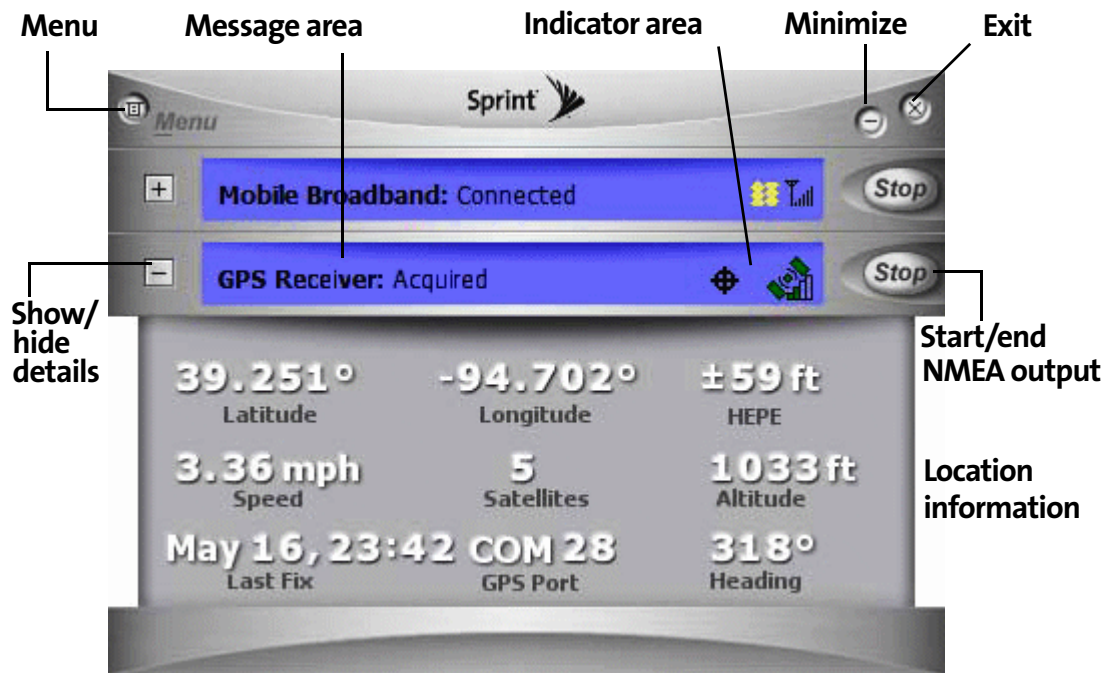 Menu
Message area
Indicator area
Minimize
Exit
Sprint
Menu
Mobile Broadband: Connected
Stop
GPS Receiver: Acquired
Stop
Show/
hide
details
Start/end
NMEA output
39.251° -94.702° ±59 ft
Latitude Longitude HEPE
3.36 mph 5 1033 ft
Speed Satellites Altitude
Location
information
May 16, 23:42 COM 28 318°
Last Fix GPS Port Heading